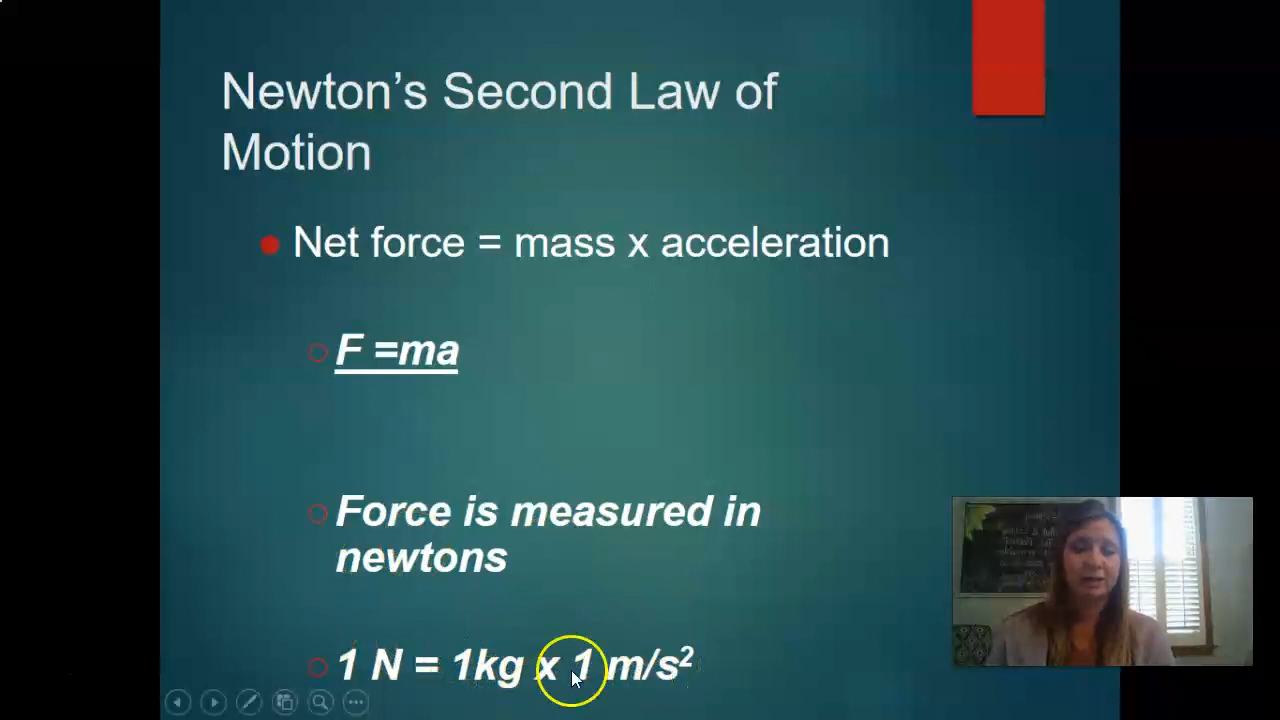 Newton’s Second Law of
Motion
Net force = mass x acceleration
F =ma
Force is measured in
newtons
1 N = 1kg x 1 m/s²